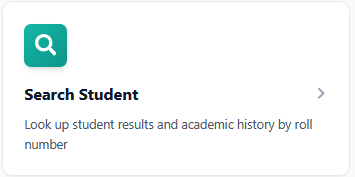 Search Student
Look up student results and academic history by roll
number